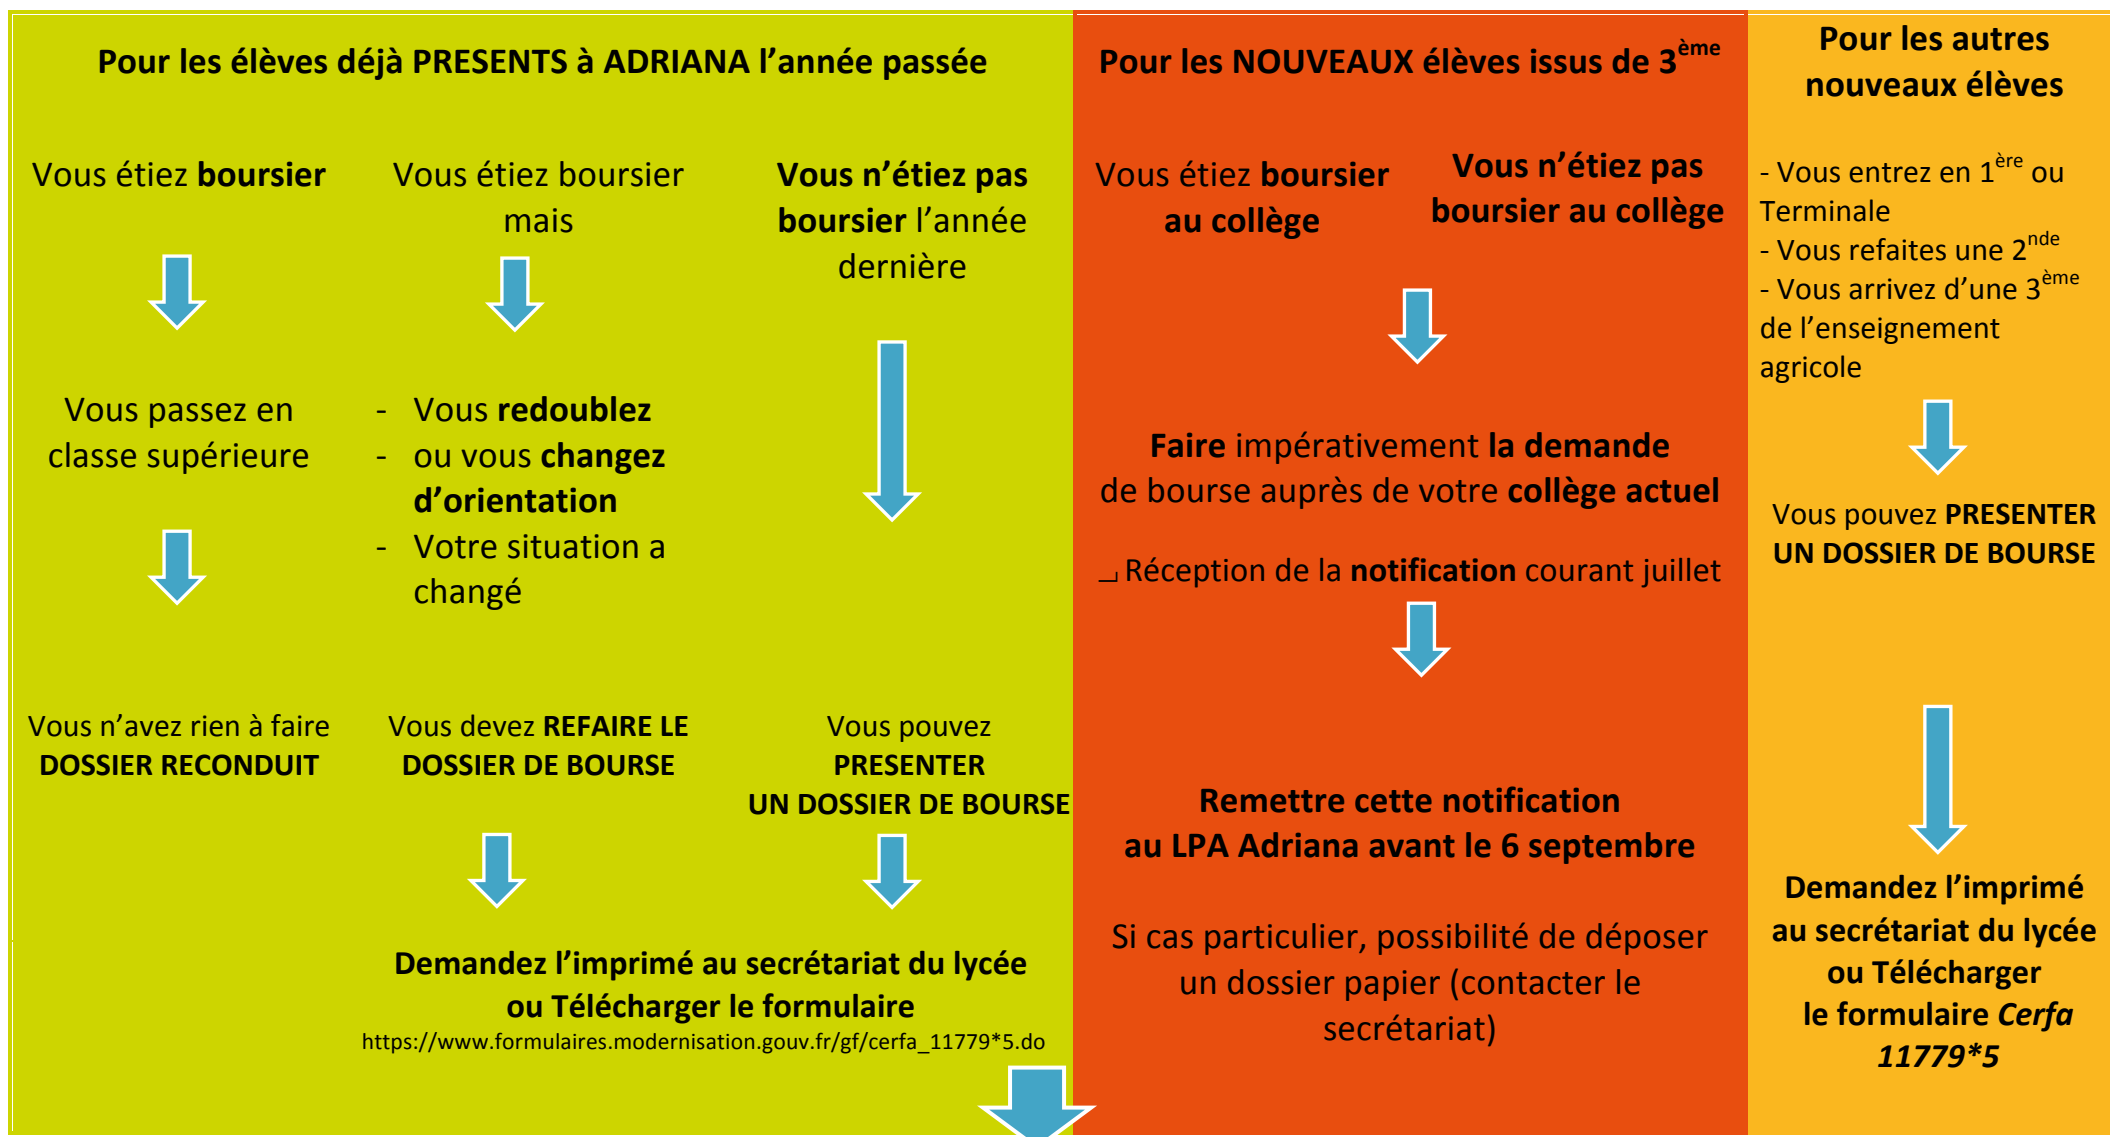 Pour les élèves déjà PRESENTS à ADRIANA l’année passée
Vous étiez boursier
Vous passez en
classe supérieure
Vous n’avez rien à faire
DOSSIER RECONDUIT
Vous étiez boursier
mais
- Vous redoublez
- ou vous changez
d’orientation
- Votre situation a
changé
Vous devez REFAIRE LE
DOSSIER DE BOURSE
Vous n’étiez pas
boursier l’année
dernière
Vous pouvez
PRESENTER
UN DOSSIER DE BOURSE
Demandez l’imprimé au secrétariat du lycée
ou Télécharger le formulaire
https://www.formulaires.modernisation.gouv.fr/gf/cerfa_11779*5.do
Pour les NOUVEAUX élèves issus de 3ème
Vous étiez boursier
au collège
Vous n’étiez pas
boursier au collège
Faire impérativement la demande
de bourse auprès de votre collège actuel
Réception de la notification courant juillet
Remettre cette notification
au LPA Adriana avant le 6 septembre
Si cas particulier, possibilité de déposer
un dossier papier (contacter le
secrétariat)
Pour les autres
nouveaux élèves
- Vous entrez en 1ère ou
Terminale
- Vous refaites une 2nde
- Vous arrivez d’une 3ème
de l’enseignement
agricole
Vous pouvez PRESENTER
UN DOSSIER DE BOURSE
Demandez l’imprimé
au secrétariat du lycée
ou Télécharger
le formulaire Cerfa
11779*5